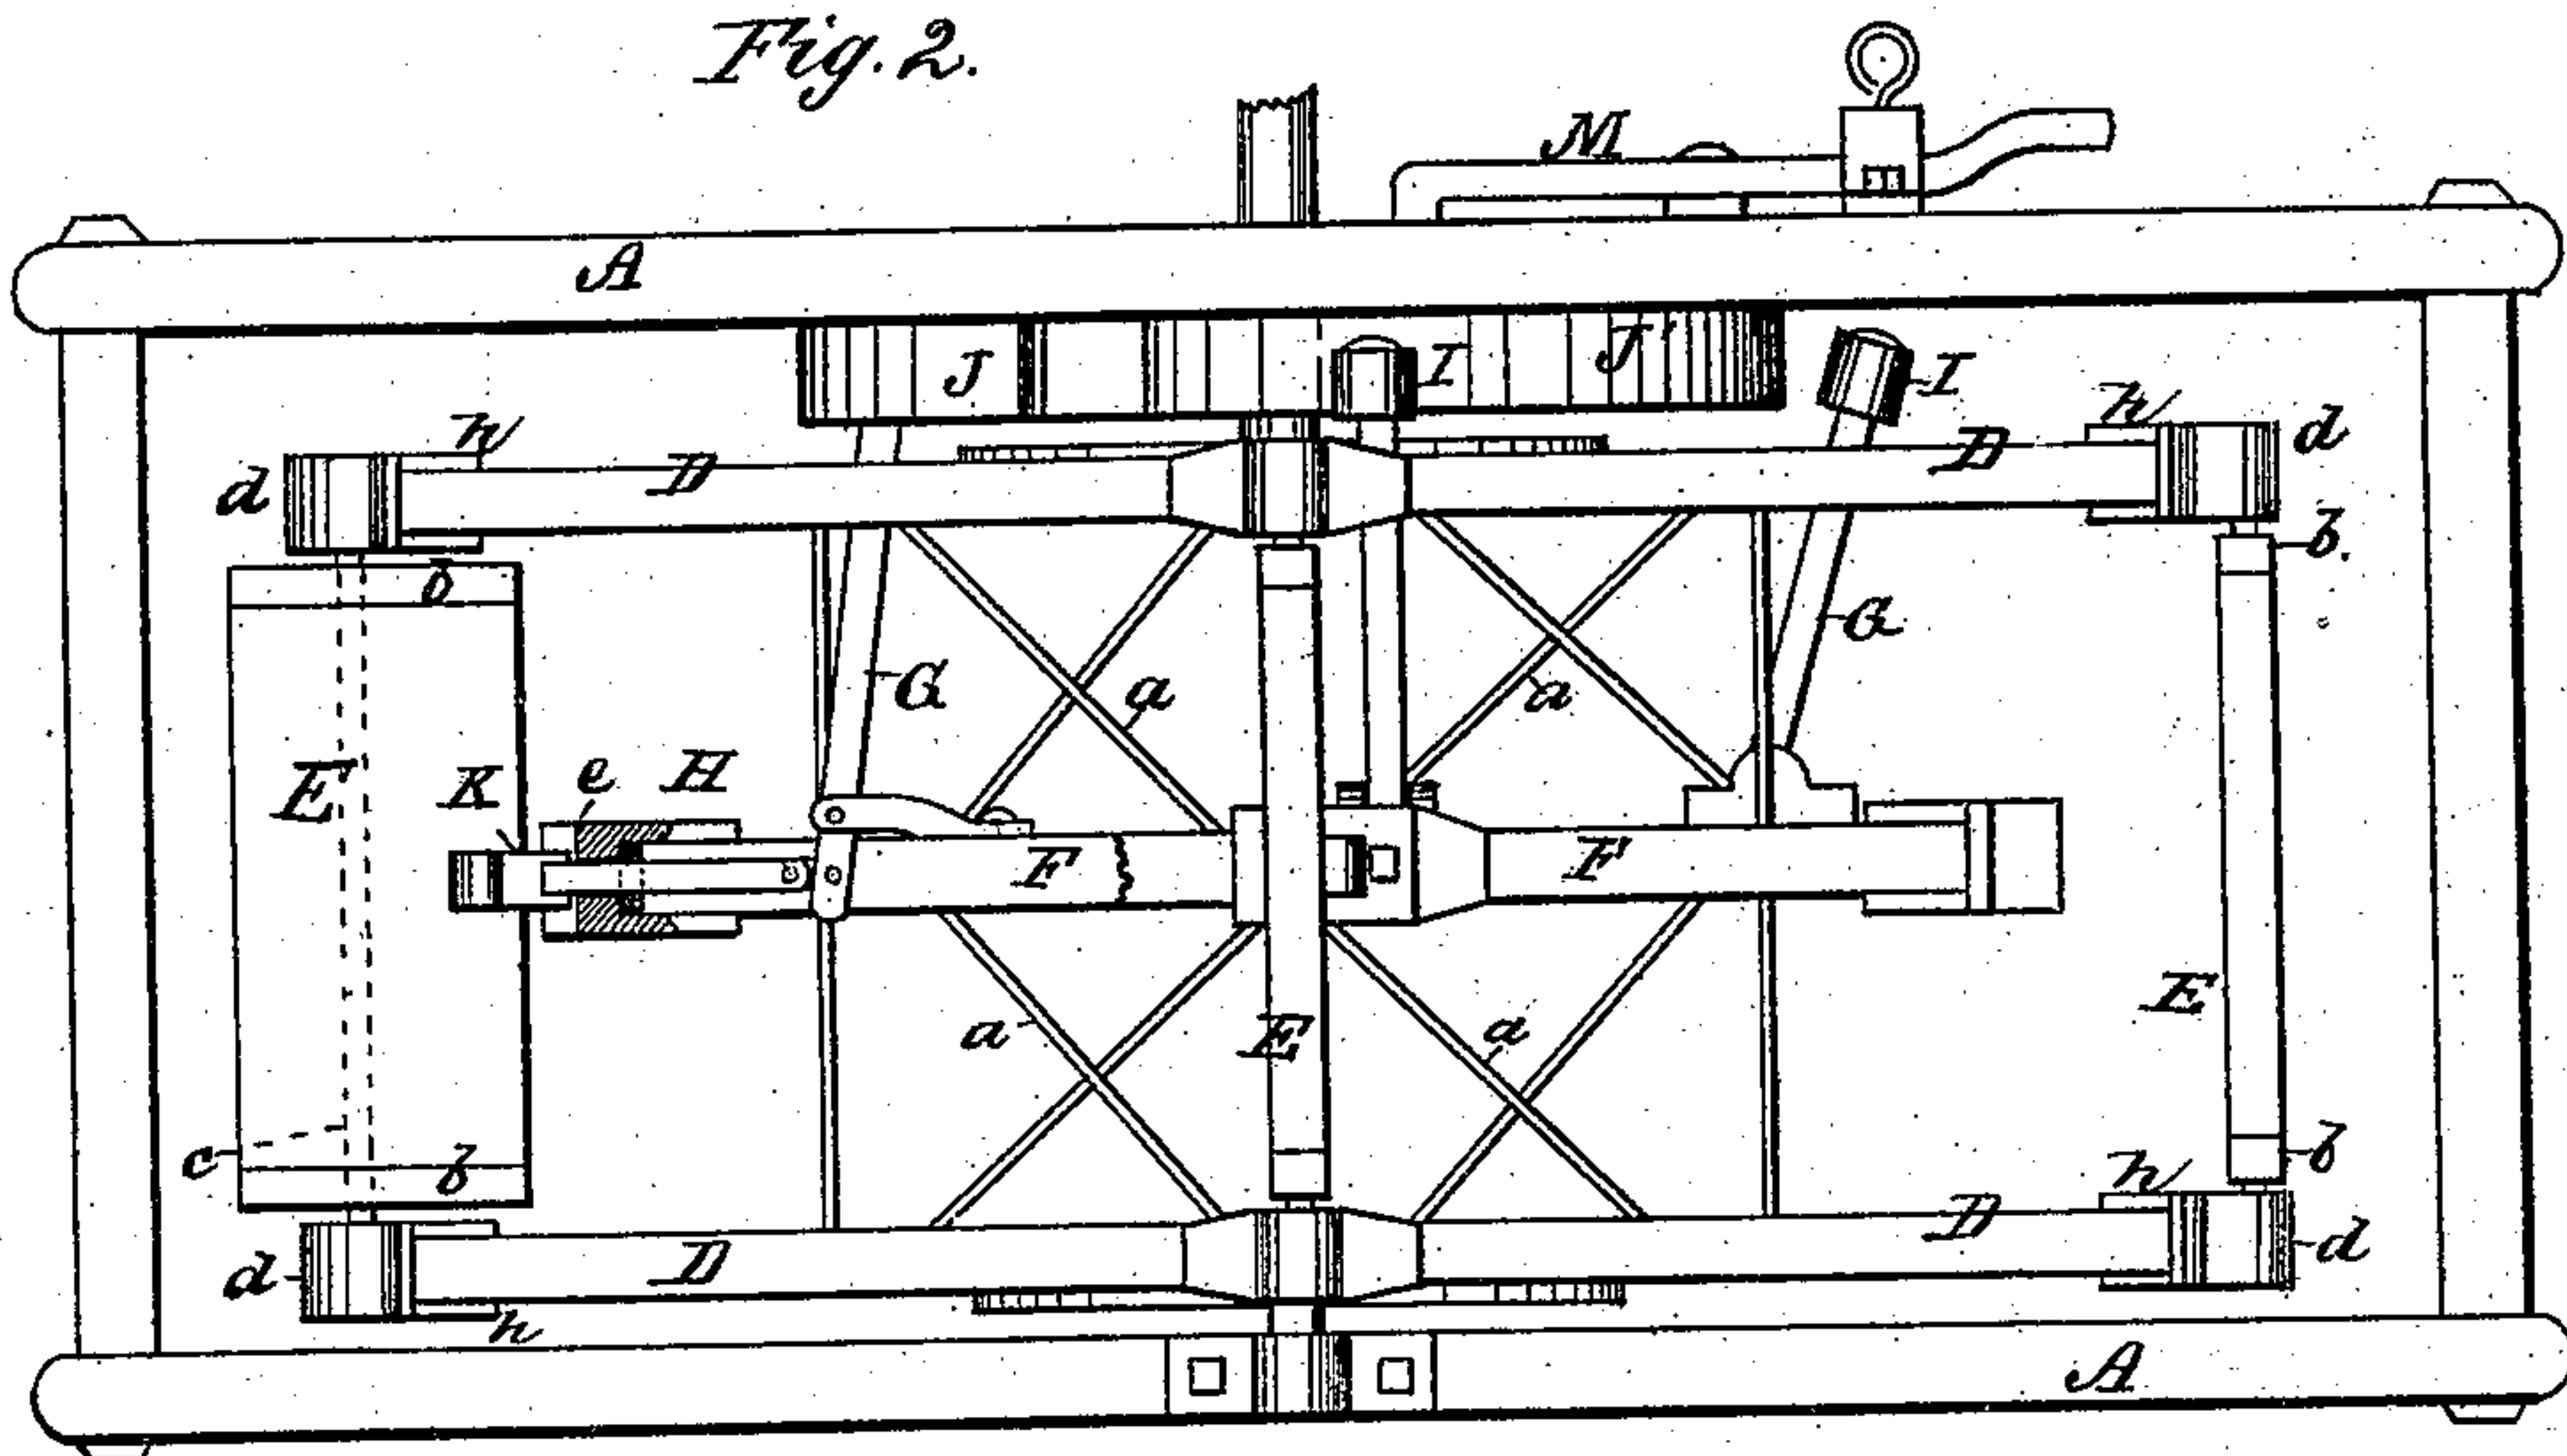 Fig. 2.
M
A
J J I I
h h
d D D d
b b.
G G
a a
E K e H
F F
E
a E a
c b h b
d D D d
h
A